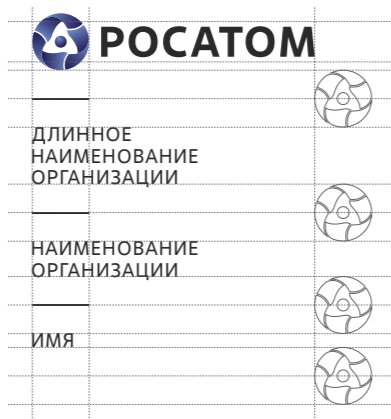 РОСАТОМ
ДЛИННОЕ
НАИМЕНОВАНИЕ
ОРГАНИЗАЦИИ
НАИМЕНОВАНИЕ
ОРГАНИЗАЦИИ
ИМЯ